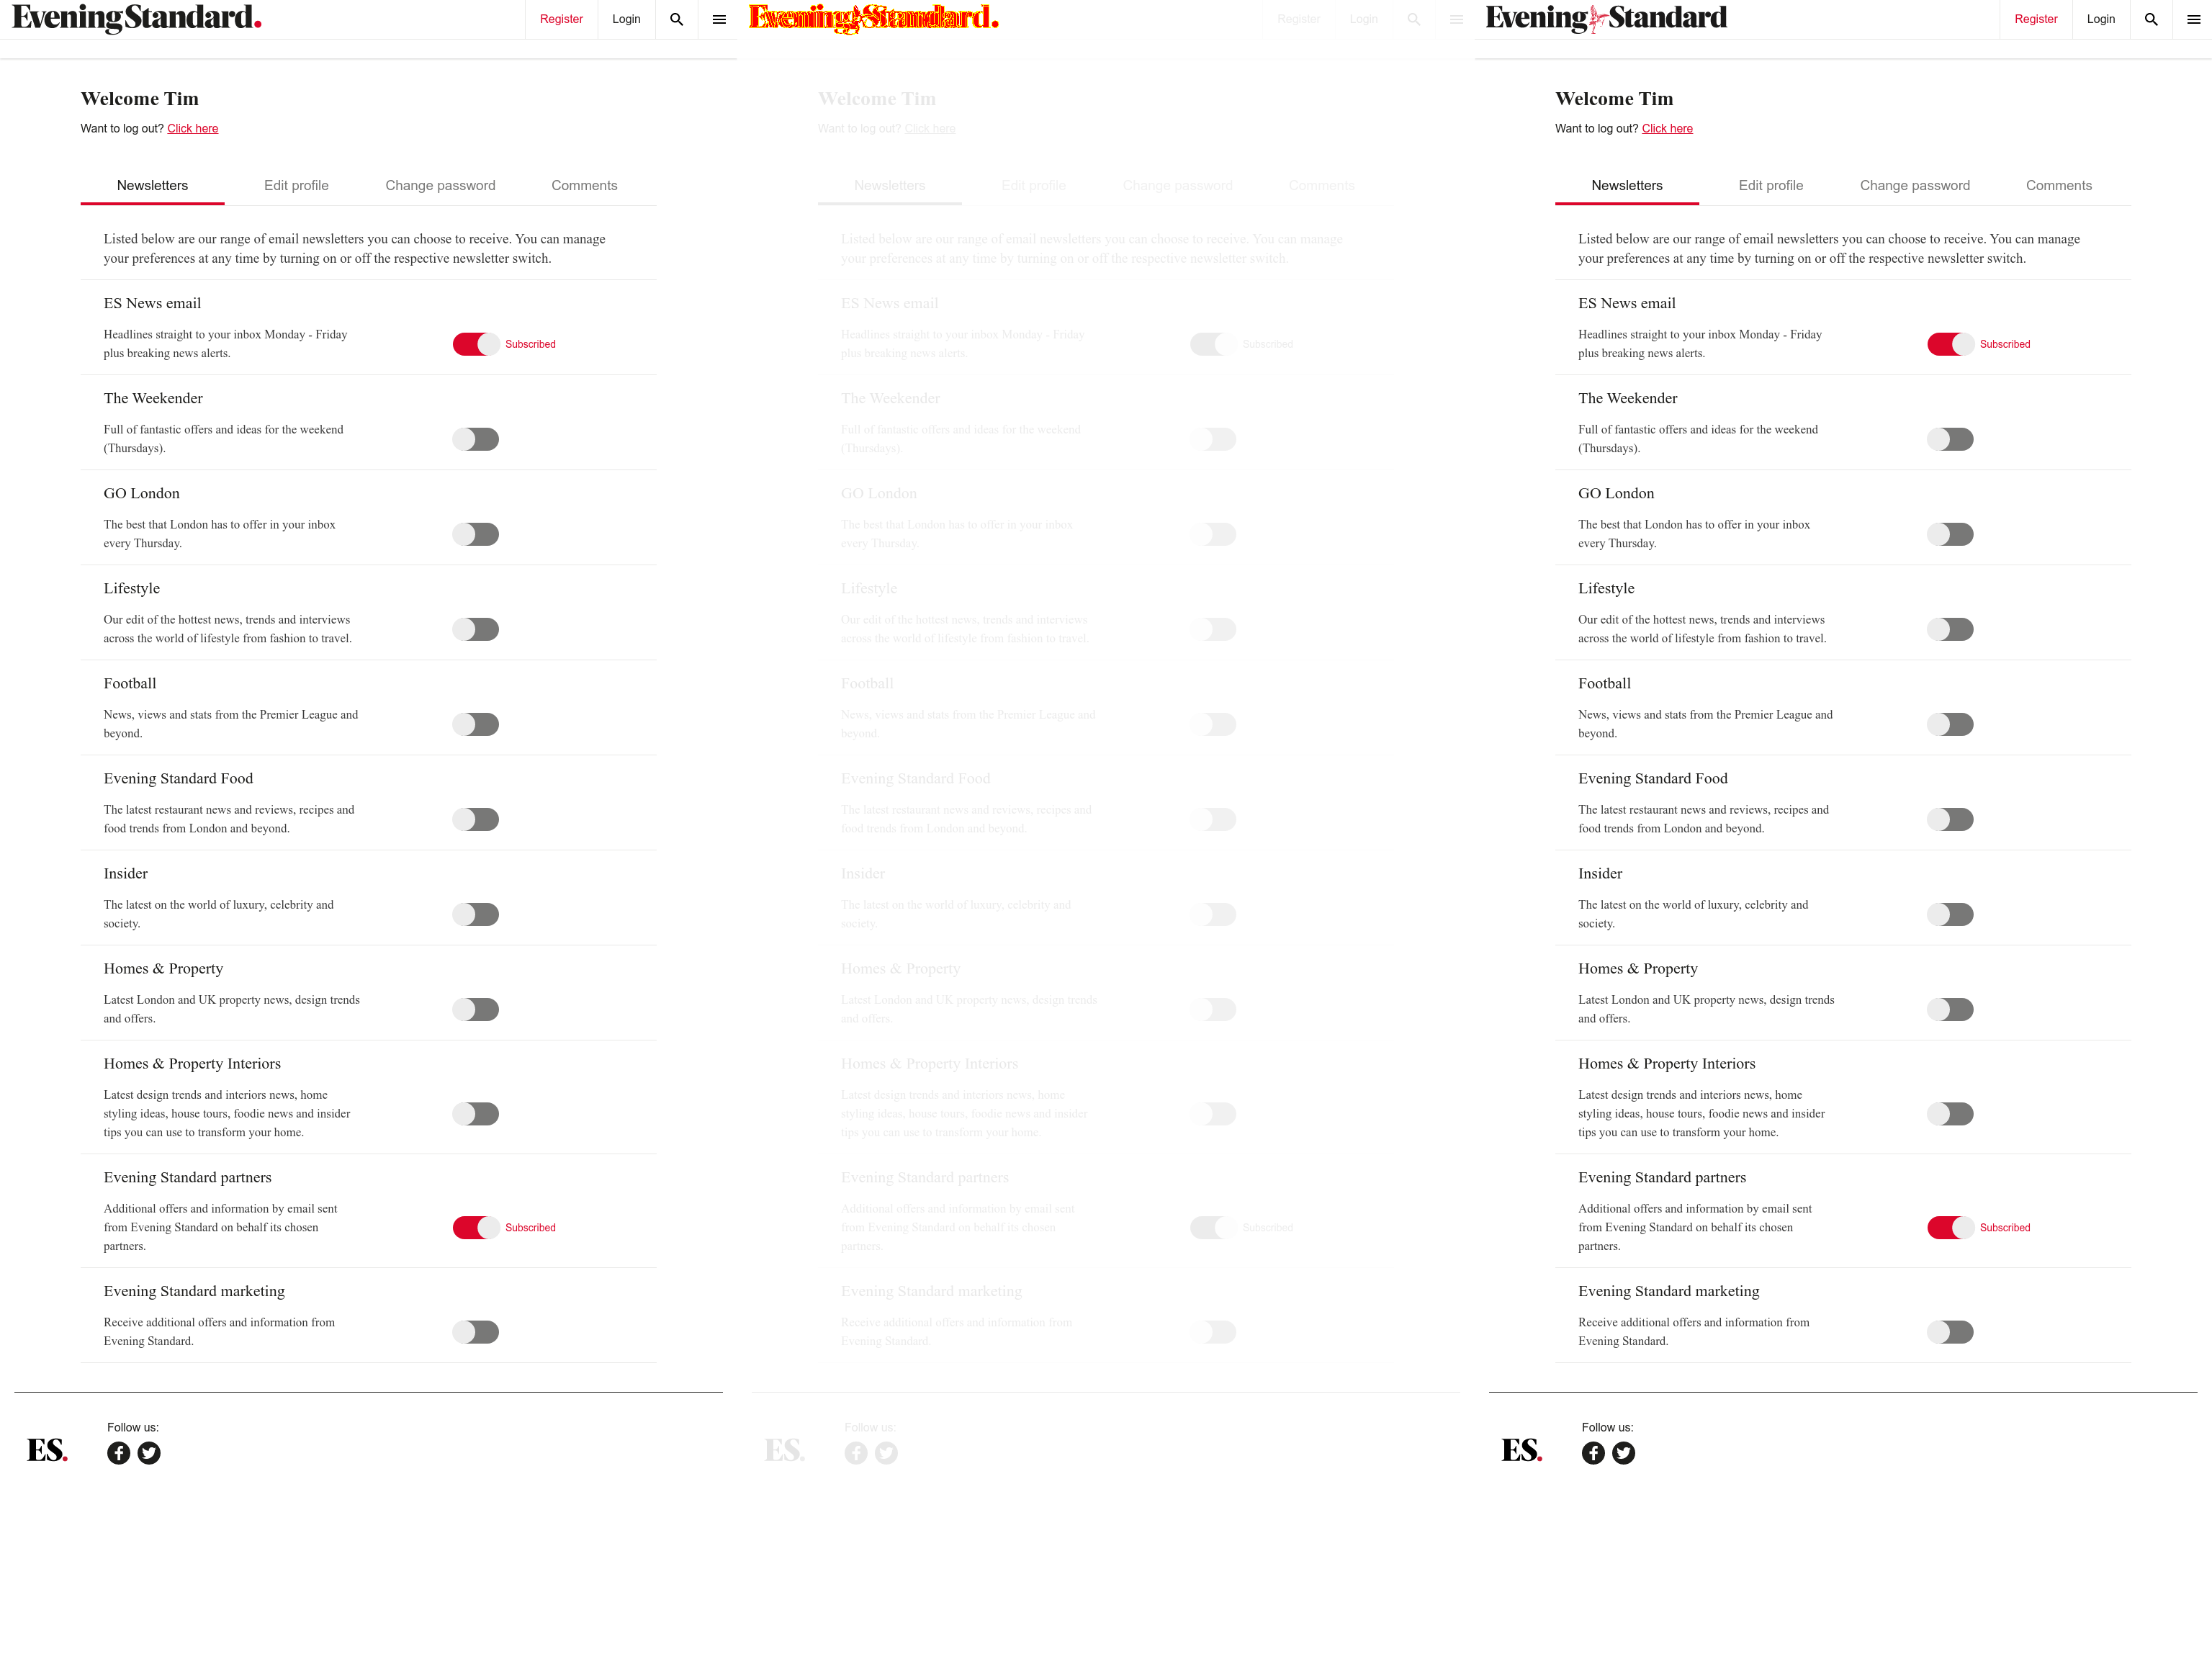 Evening Standard.
Register Login
Welcome Tim
Want to log out? Click here
Newsletters Edit profile Change password Comments
Listed below are our range of email newsletters you can choose to receive. You can manage
your preferences at any time by turning on or off the respective newsletter switch.
ES News email
Headlines straight to your inbox Monday - Friday
plus breaking news alerts.
Subscribed
The Weekender
Full of fantastic offers and ideas for the weekend
(Thursdays).
GO London
The best that London has to offer in your inbox
every Thursday.
Lifestyle
Our edit of the hottest news, trends and interviews
across the world of lifestyle from fashion to travel.
Football
News, views and stats from the Premier League and
beyond.
Evening Standard Food
The latest restaurant news and reviews, recipes and
food trends from London and beyond.
Insider
The latest on the world of luxury, celebrity and
society.
Homes & Property
Latest London and UK property news, design trends
and offers.
Homes & Property Interiors
Latest design trends and interiors news, home
styling ideas, house tours, foodie news and insider
tips you can use to transform your home.
Evening Standard partners
Additional offers and information by email sent
from Evening Standard on behalf its chosen
partners.
Subscribed
Evening Standard marketing
Receive additional offers and information from
Evening Standard.
Follow us:
ES.
Evening Standard.
Register Login
Welcome Tim
Want to log out? Click here
Newsletters Edit profile Change password Comments
Listed below are our range of email newsletters you can choose to receive. You can manage
your preferences at any time by turning on or off the respective newsletter switch.
ES News email
Headlines straight to your inbox Monday - Friday
plus breaking news alerts.
Subscribed
The Weekender
Full of fantastic offers and ideas for the weekend
(Thursdays).
GO London
The best that London has to offer in your inbox
every Thursday.
Lifestyle
Our edit of the hottest news, trends and interviews
across the world of lifestyle from fashion to travel.
Football
News, views and stats from the Premier League and
beyond.
Evening Standard Food
The latest restaurant news and reviews, recipes and
food trends from London and beyond.
Insider
The latest on the world of luxury, celebrity and
society.
Homes & Property
Latest London and UK property news, design trends
and offers.
Homes & Property Interiors
Latest design trends and interiors news, home
styling ideas, house tours, foodie news and insider
tips you can use to transform your home.
Evening Standard partners
Additional offers and information by email sent
from Evening Standard on behalf its chosen
partners.
Subscribed
Evening Standard marketing
Receive additional offers and information from
Evening Standard.
Follow us:
ES.
Evening Standard
Register Login
Welcome Tim
Want to log out? Click here
Newsletters Edit profile Change password Comments
Listed below are our range of email newsletters you can choose to receive. You can manage
your preferences at any time by turning on or off the respective newsletter switch.
ES News email
Headlines straight to your inbox Monday - Friday
plus breaking news alerts.
Subscribed
The Weekender
Full of fantastic offers and ideas for the weekend
(Thursdays).
GO London
The best that London has to offer in your inbox
every Thursday.
Lifestyle
Our edit of the hottest news, trends and interviews
across the world of lifestyle from fashion to travel.
Football
News, views and stats from the Premier League and
beyond.
Evening Standard Food
The latest restaurant news and reviews, recipes and
food trends from London and beyond.
Insider
The latest on the world of luxury, celebrity and
society.
Homes & Property
Latest London and UK property news, design trends
and offers.
Homes & Property Interiors
Latest design trends and interiors news, home
styling ideas, house tours, foodie news and insider
tips you can use to transform your home.
Evening Standard partners
Additional offers and information by email sent
from Evening Standard on behalf its chosen
partners.
Subscribed
Evening Standard marketing
Receive additional offers and information from
Evening Standard.
Follow us:
ES.